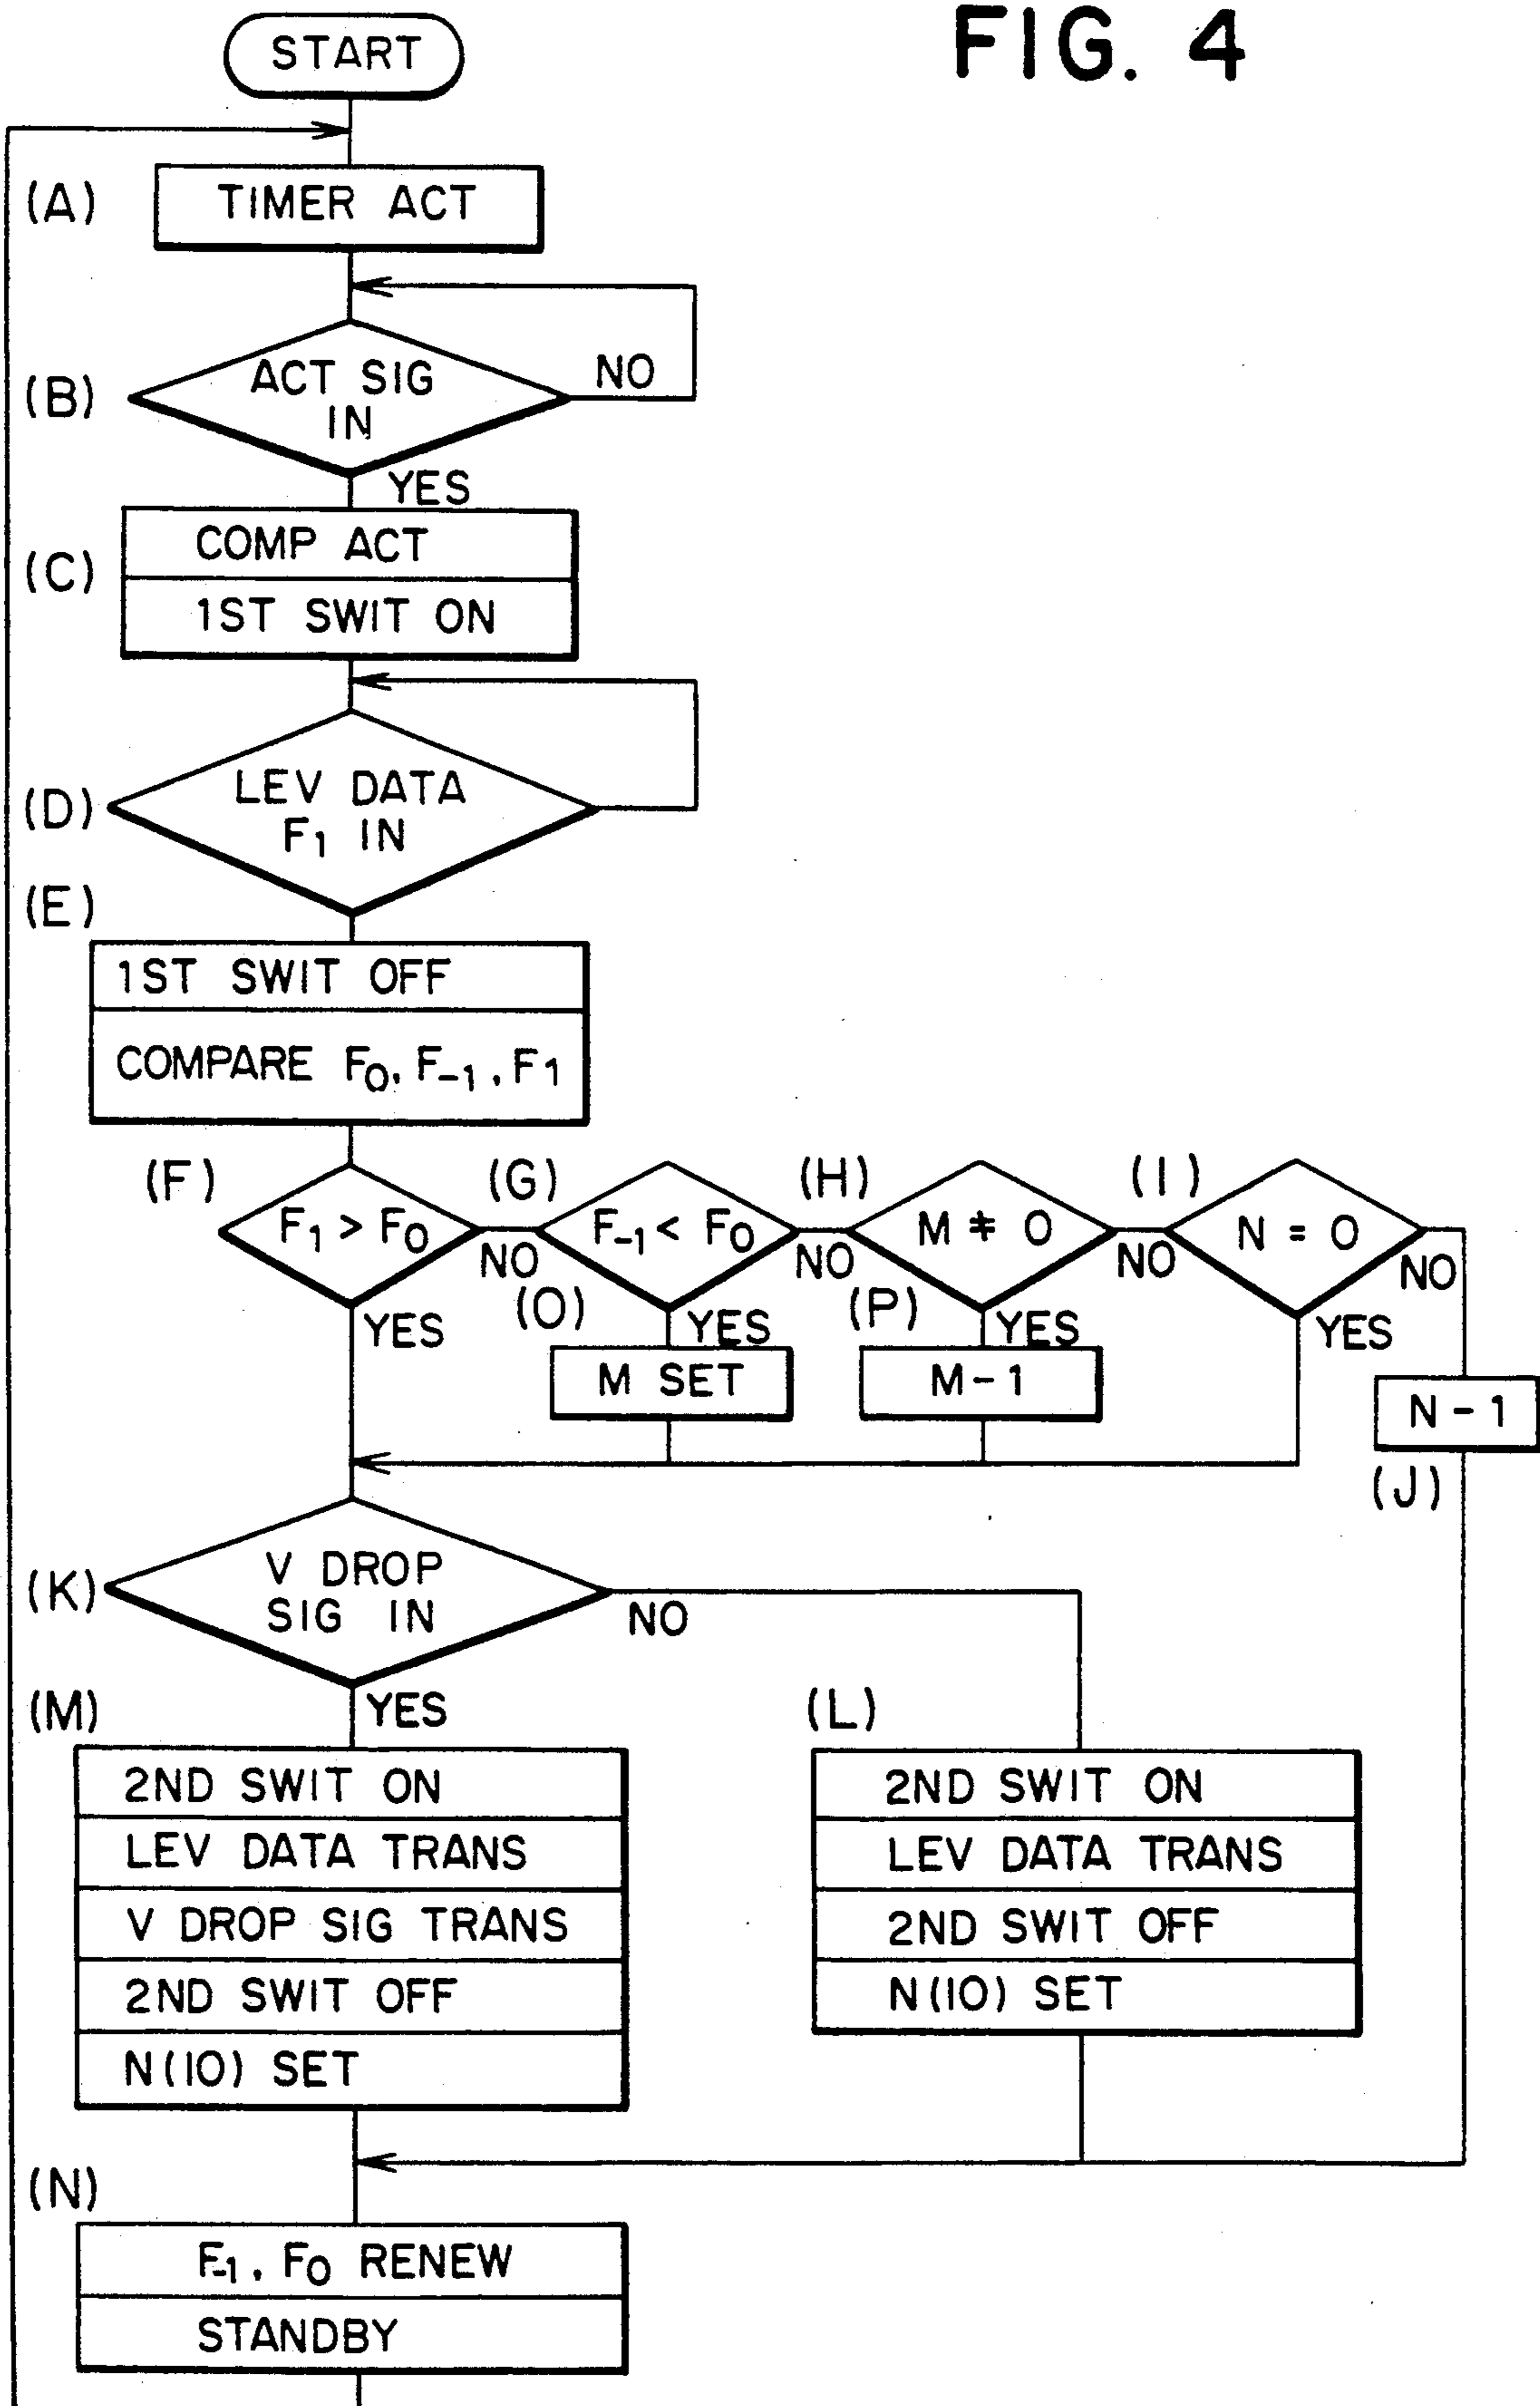 FIG. 4
START
(A)
TIMER ACT
(B)
ACT SIG
IN
NO
YES
(C)
COMP ACT
1ST SWIT ON
(D)
LEV DATA
F1 IN
(E)
1ST SWIT OFF
COMPARE F0, F-1, F1
(F)
F1 > F0
NO
YES
(G)
F-1 < F0
NO
(O)
YES
M SET
(H)
M ≠ 0
NO
(P)
YES
M-1
(I)
N = 0
NO
YES
N-1
(J)
(K)
V DROP
SIG IN
NO
YES
(M)
2ND SWIT ON
LEV DATA TRANS
V DROP SIG TRANS
2ND SWIT OFF
N(10) SET
(L)
2ND SWIT ON
LEV DATA TRANS
2ND SWIT OFF
N(10) SET
(N)
F-1, F0 RENEW
STANDBY